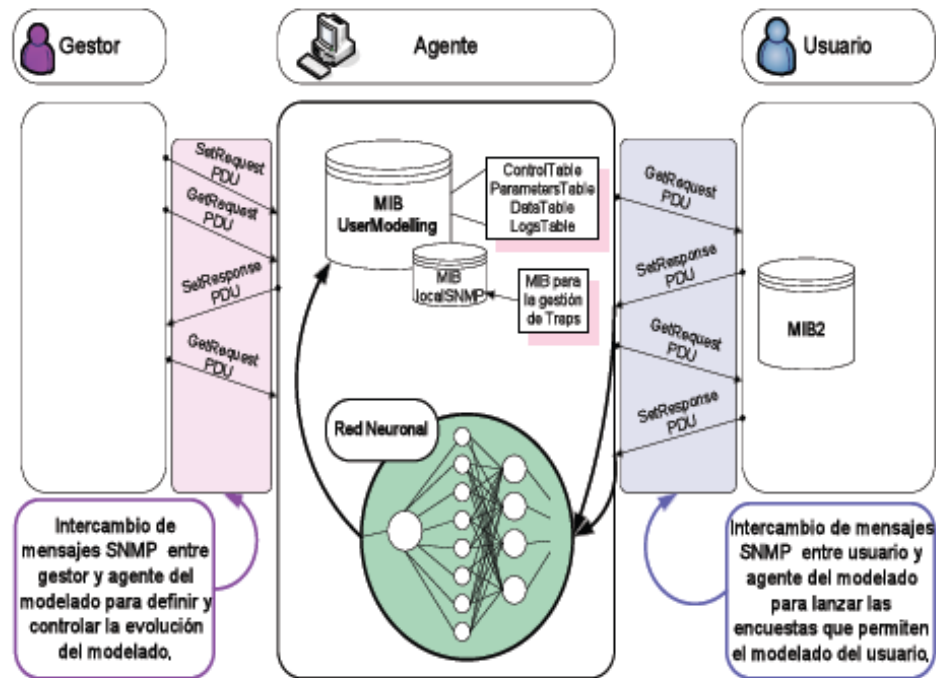 Gestor
Agente
Usuario
SetRequest
PDU
GetRequest
PDU
SetResponse
PDU
GetRequest
PDU
MIB
UserModelling
ControlTable
ParametersTable
DataTable
LogsTable
MIB
localSNMP
MIB para
la gestión
de Traps
Red Neuronal
GetRequest
PDU
SetResponse
PDU
GetRequest
PDU
SetResponse
PDU
MIB2
Intercambio de
mensajes SNMP entre
gestor y agente del
modelado para definir y
controlar la evolución
del modelado.
Intercambio de mensajes
SNMP entre usuario y
agente del modelado
para lanzar las
encuestas que permiten
el modelado del usuario.